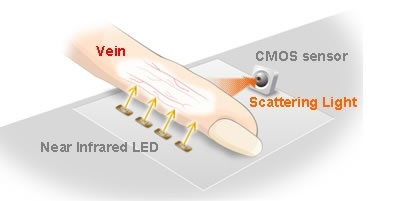 Vein
CMOS sensor
Scattering Light
Near Infrared LED